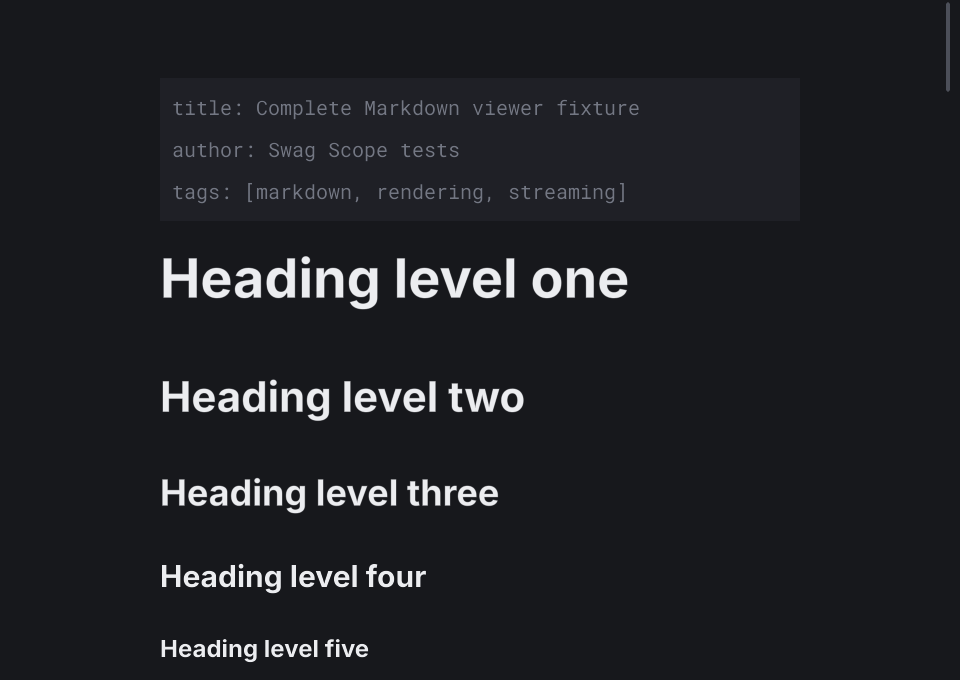 title: Complete Markdown viewer fixture
author: Swag Scope tests
tags: [markdown, rendering, streaming]
Heading level one
Heading level two
Heading level three
Heading level four
Heading level five